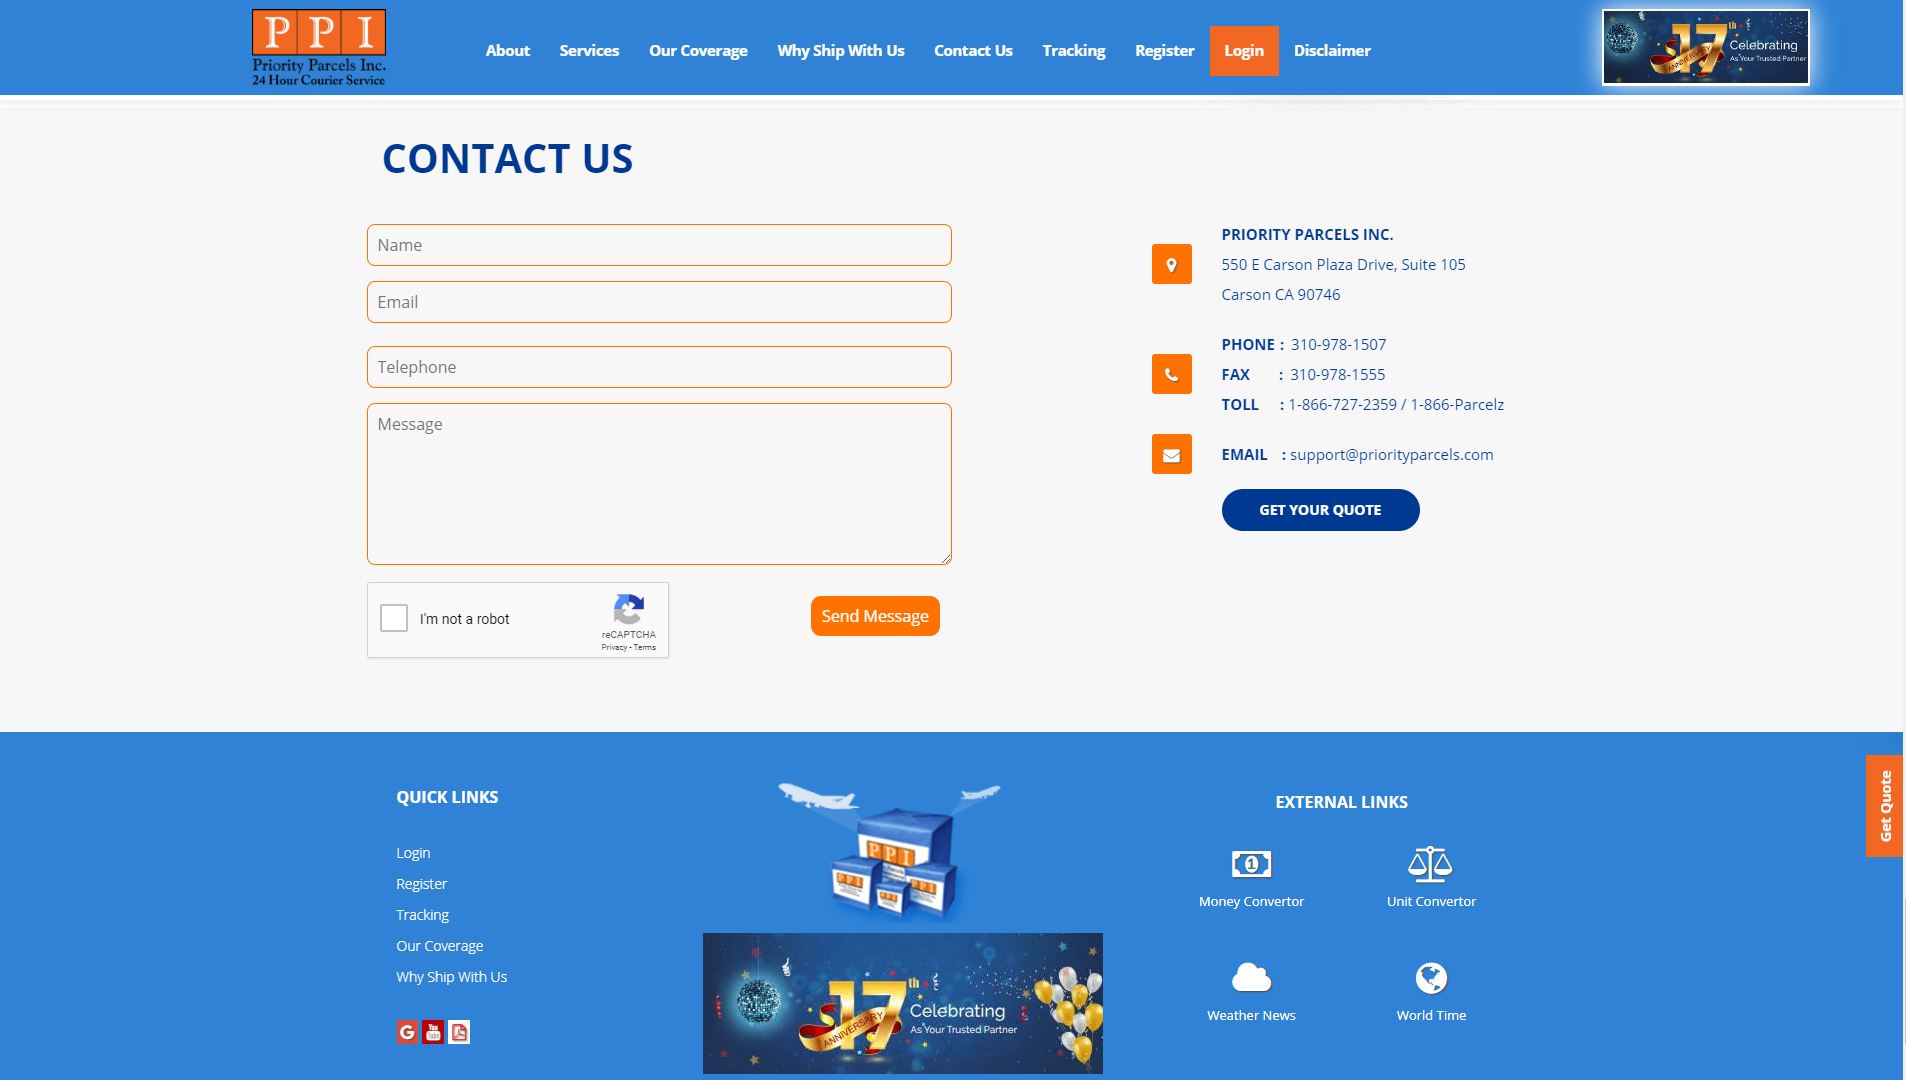 PPI
Priority Parcels Inc.
24 Hour Courier Service
About
Services
Our Coverage
Why Ship With Us
Contact Us
Tracking
Register
Login
Disclaimer
17th
ANNIVERSARY
Celebrating
As Your Trusted Partner
CONTACT US
Name
Email
Telephone
Message
I'm not a robot
reCAPTCHA
Privacy - Terms
Send Message
PRIORITY PARCELS INC.
550 E Carson Plaza Drive, Suite 105
Carson CA 90746
PHONE : 310-978-1507
FAX : 310-978-1555
TOLL : 1-866-727-2359 / 1-866-Parcelz
EMAIL : support@priorityparcels.com
GET YOUR QUOTE
Get Quote
QUICK LINKS
Login
Register
Tracking
Our Coverage
Why Ship With Us
PPI
PPI
PPI
17th
ANNIVERSARY
Celebrating
As Your Trusted Partner
EXTERNAL LINKS
Money Convertor
Unit Convertor
Weather News
World Time